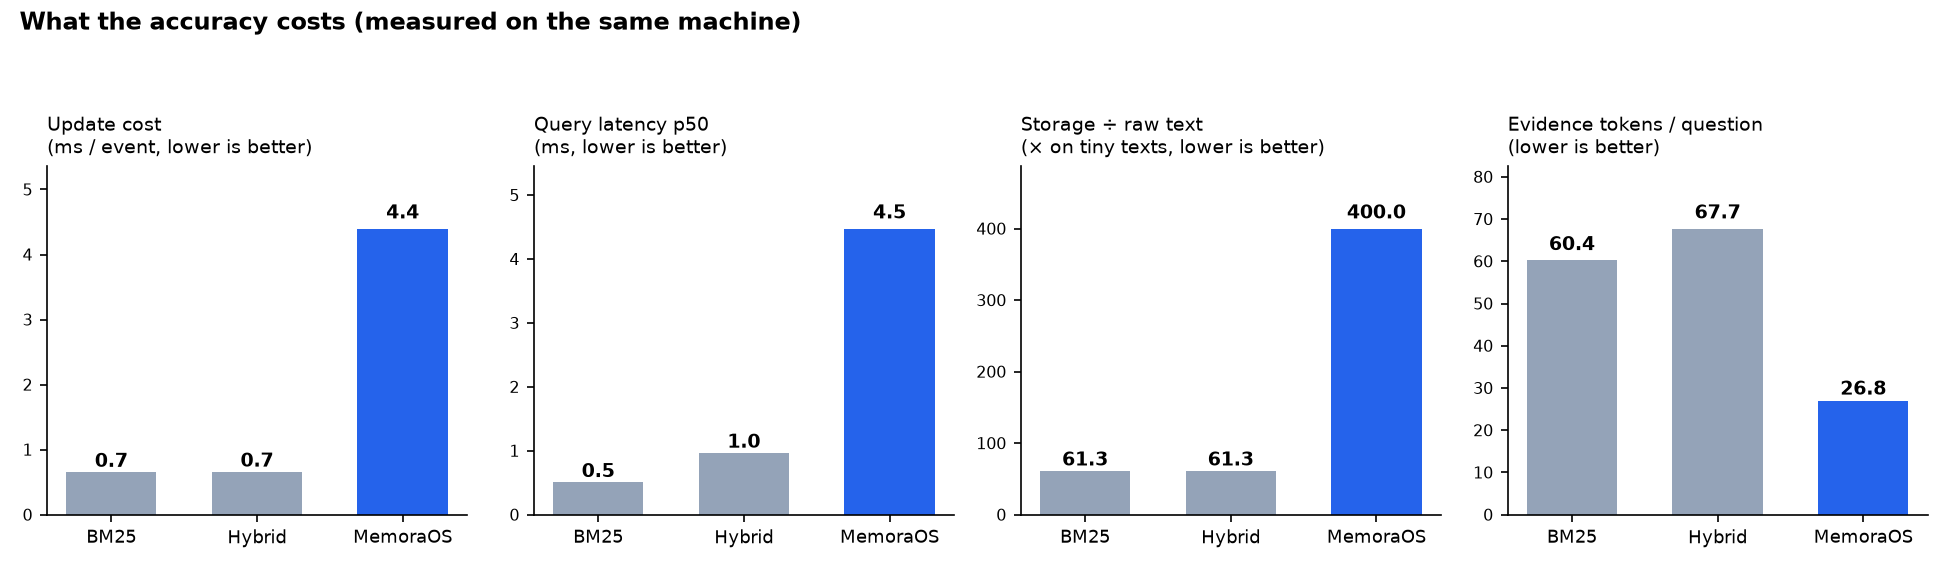 What the accuracy costs (measured on the same machine)
Update cost
(ms / event, lower is better)
5
4
3
2
1
0
0.7
0.7
4.4
BM25
Hybrid
MemoraOS
Query latency p50
(ms, lower is better)
5
4
3
2
1
0
0.5
1.0
4.5
BM25
Hybrid
MemoraOS
Storage ÷ raw text
(× on tiny texts, lower is better)
400
300
200
100
0
61.3
61.3
400.0
BM25
Hybrid
MemoraOS
Evidence tokens / question
(lower is better)
80
70
60
50
40
30
20
10
0
60.4
67.7
26.8
BM25
Hybrid
MemoraOS